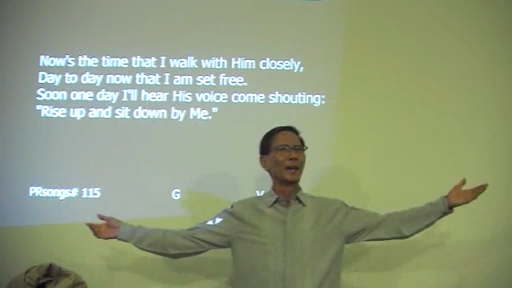 Now's the time that I walk with Him closely,
Day to day now that I am set free.
Soon one day I'll hear His voice come shouting:
"Rise up and sit down by Me."
PRsongs# 115
G